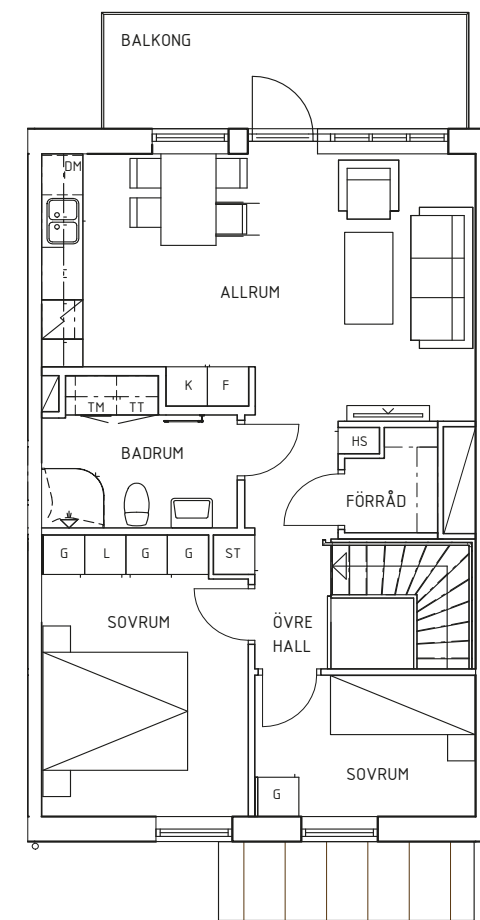 BALKONG
DM
ALLRUM
K F
TM TT
HS
BADRUM
FÖRRÅD
G L G G ST
SOVRUM
ÖVRE
HALL
SOVRUM
G